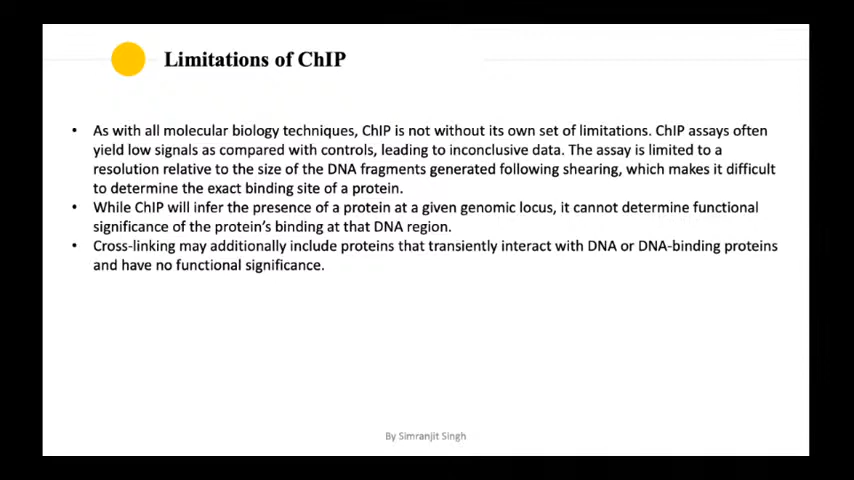 Limitations of ChIP
• As with all molecular biology techniques, ChIP is not without its own set of limitations. ChIP assays often
yield low signals as compared with controls, leading to inconclusive data. The assay is limited to a
resolution relative to the size of the DNA fragments generated following shearing, which makes it difficult
to determine the exact binding site of a protein.
• While ChIP will infer the presence of a protein at a given genomic locus, it cannot determine functional
significance of the protein's binding at that DNA region.
• Cross-linking may additionally include proteins that transiently interact with DNA or DNA-binding proteins
and have no functional significance.
By Simranjit Singh